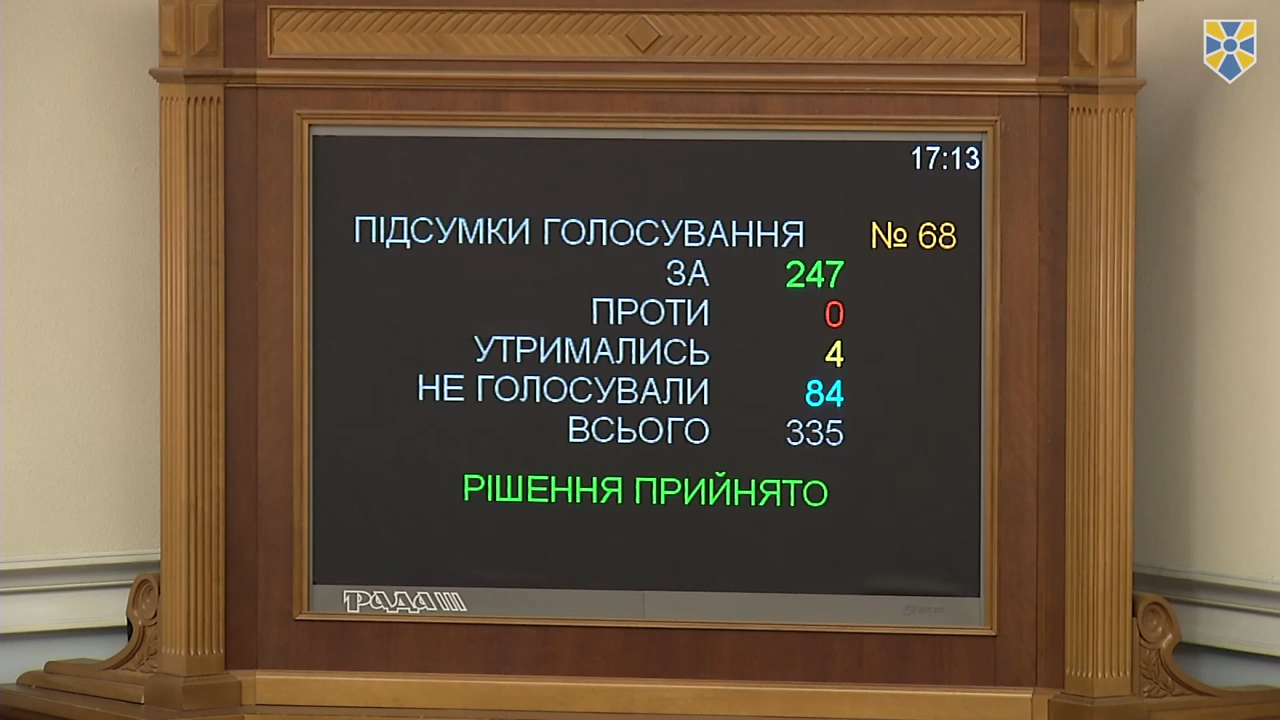 17:13
ПІДСУМКИ ГОЛОСУВАННЯ № 68
ЗА 247
ПРОТИ 0
УТРИМАЛИСЬ 4
НЕ ГОЛОСУВАЛИ 84
ВСЬОГО 335
РІШЕННЯ ПРИЙНЯТО
РАДА III